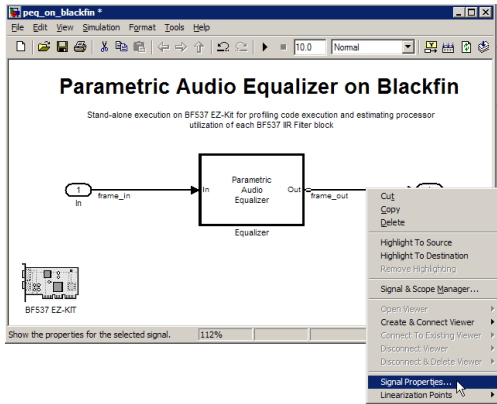 peq_on_blackfin *
File Edit View Simulation Format Tools Help
10.0 Normal
Parametric Audio Equalizer on Blackfin
Stand-alone execution on BF537 EZ-Kit for profiling code execution and estimating processor
utilization of each BF537 IIR Filter block
1
In
frame_in
In
Parametric
Audio
Equalizer
Out
frame_out
Equalizer
BF537 EZ-KIT
Cut
Copy
Delete
Highlight To Source
Highlight To Destination
Remove Highlighting
Signal & Scope Manager...
Open Viewer
Create & Connect Viewer
Connect To Existing Viewer
Disconnect Viewer
Disconnect & Delete Viewer
Signal Properties...
Linearization Points
Show the properties for the selected signal. 112%